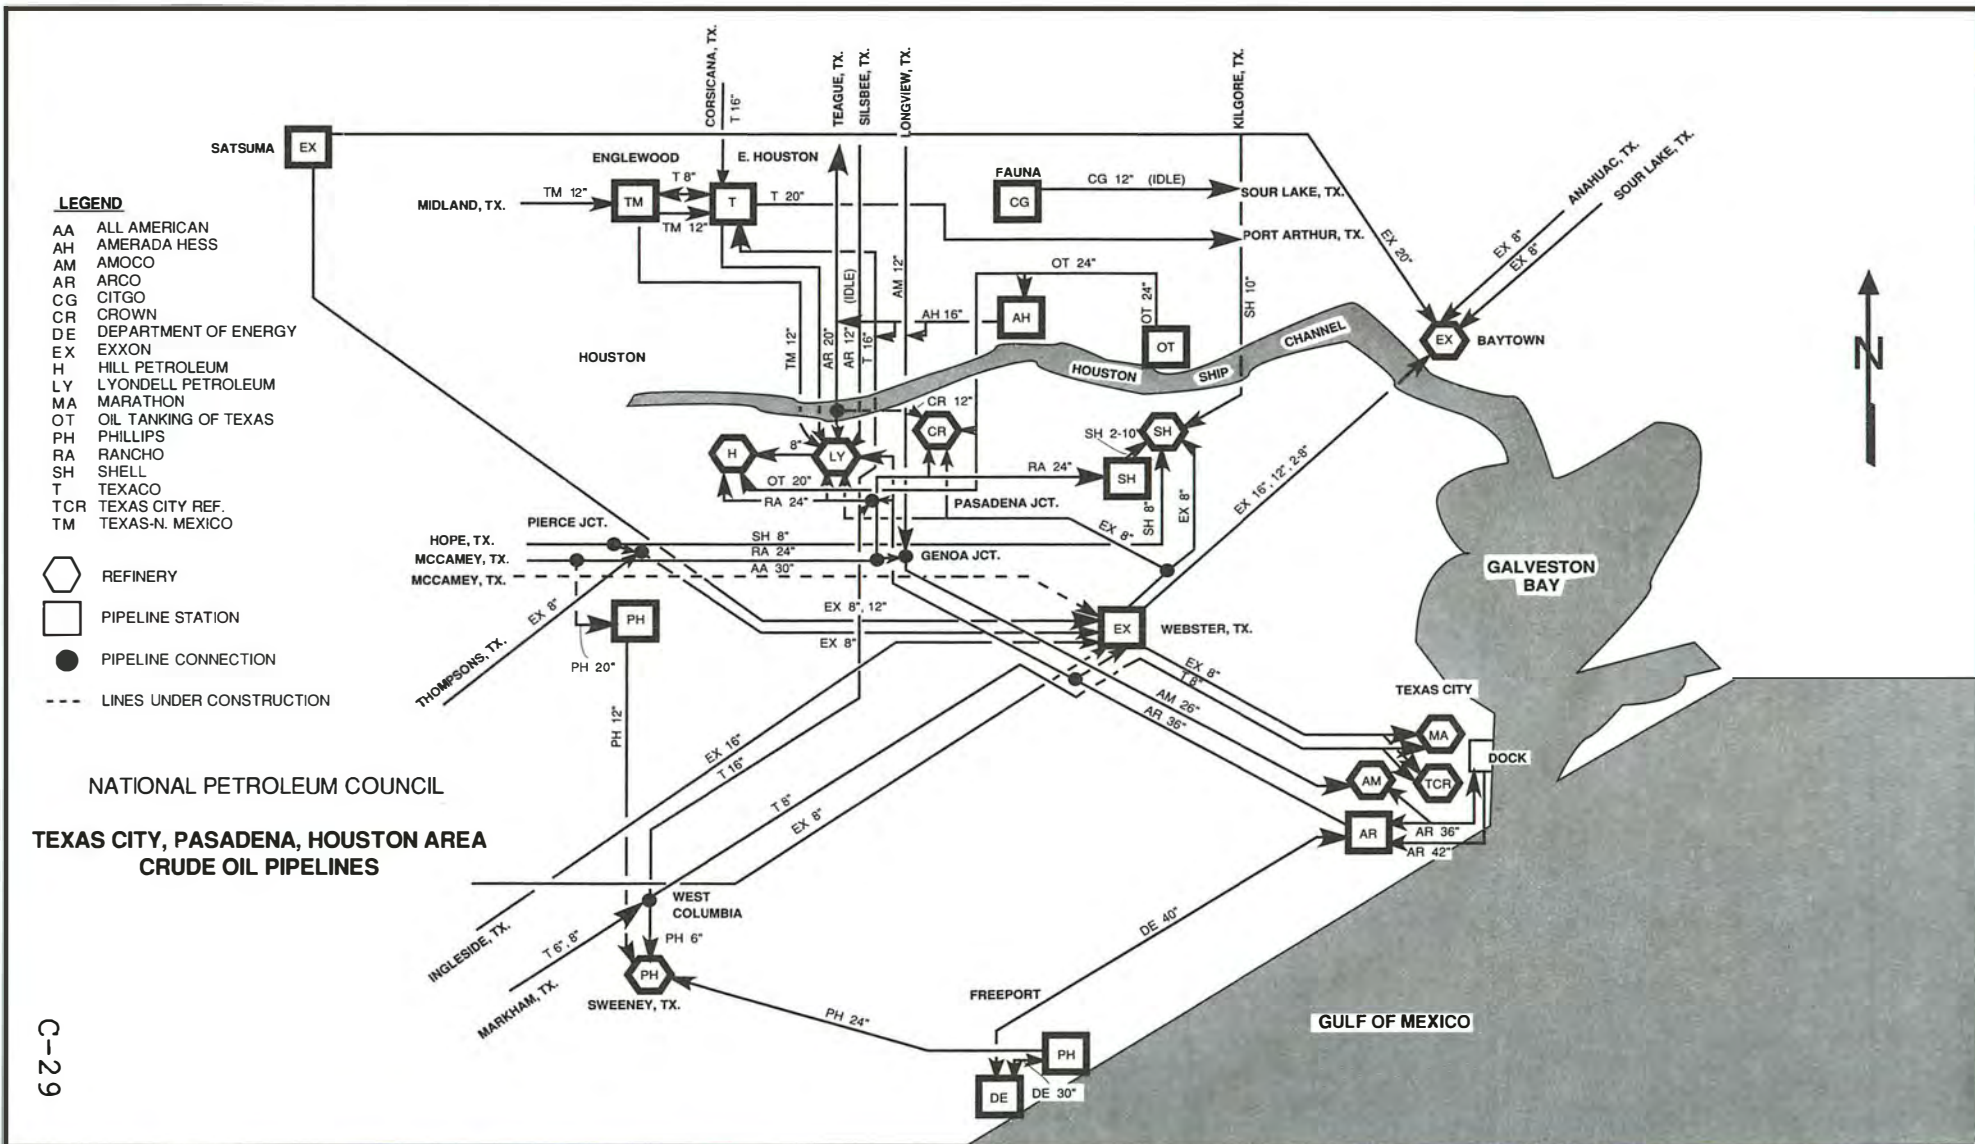 CORSICANA, TX.
T 16"
TEAGUE, TX.
SILSBEE, TX.
LONGVIEW, TX.
KILGORE, TX.
SATSUMA
EX
ENGLEWOOD
E. HOUSTON
T 8"
TM 12"
TM
T
T 20"
TM 12"
MIDLAND, TX.
FAUNA
CG
CG 12" (IDLE)
SOUR LAKE, TX.
PORT ARTHUR, TX.
ANAHUAC, TX.
SOUR LAKE, TX.
EX 8"
EX 8"
EX 20"
LEGEND
AA ALL AMERICAN
AH AMERADA HESS
AM AMOCO
AR ARCO
CG CITGO
CR CROWN
DE DEPARTMENT OF ENERGY
EX EXXON
H HILL PETROLEUM
LY LYONDELL PETROLEUM
MA MARATHON
OT OIL TANKING OF TEXAS
PH PHILLIPS
RA RANCHO
SH SHELL
T TEXACO
TCR TEXAS CITY REF.
TM TEXAS-N. MEXICO
REFINERY
PIPELINE STATION
PIPELINE CONNECTION
LINES UNDER CONSTRUCTION
NATIONAL PETROLEUM COUNCIL
TEXAS CITY, PASADENA, HOUSTON AREA
CRUDE OIL PIPELINES
C-29
HOUSTON
TM 12"
AR 20"
AR 12" (IDLE)
T 16"
AM 12"
AH 16"
AH
OT 24"
OT 24"
OT
SH 10"
HOUSTON SHIP CHANNEL
EX
BAYTOWN
N
CR 12"
CR
SH 2-10"
SH
SH
H
8"
LY
OT 20"
RA 24"
RA 24"
PASADENA JCT.
EX 8"
SH 8"
EX 8"
EX 16", 12", 2-8"
PIERCE JCT.
HOPE, TX.
MCCAMEY, TX.
MCCAMEY, TX.
SH 8"
RA 24"
AA 30"
GENOA JCT.
GALVESTON
BAY
EX 8"
THOMPSONS, TX.
PH
PH 20"
PH 12"
EX 8", 12"
EX 8"
EX
WEBSTER, TX.
EX 8"
T 8"
AM 26"
AR 36"
TEXAS CITY
MA
AM
TCR
DOCK
AR
AR 36"
AR 42"
EX 16"
T 16"
T 8"
EX 8"
INGLESIDE, TX.
MARKHAM, TX.
T 6", 8"
WEST
COLUMBIA
PH 6"
PH
SWEENEY, TX.
PH 24"
DE 40"
FREEPORT
PH
DE
DE 30"
GULF OF MEXICO